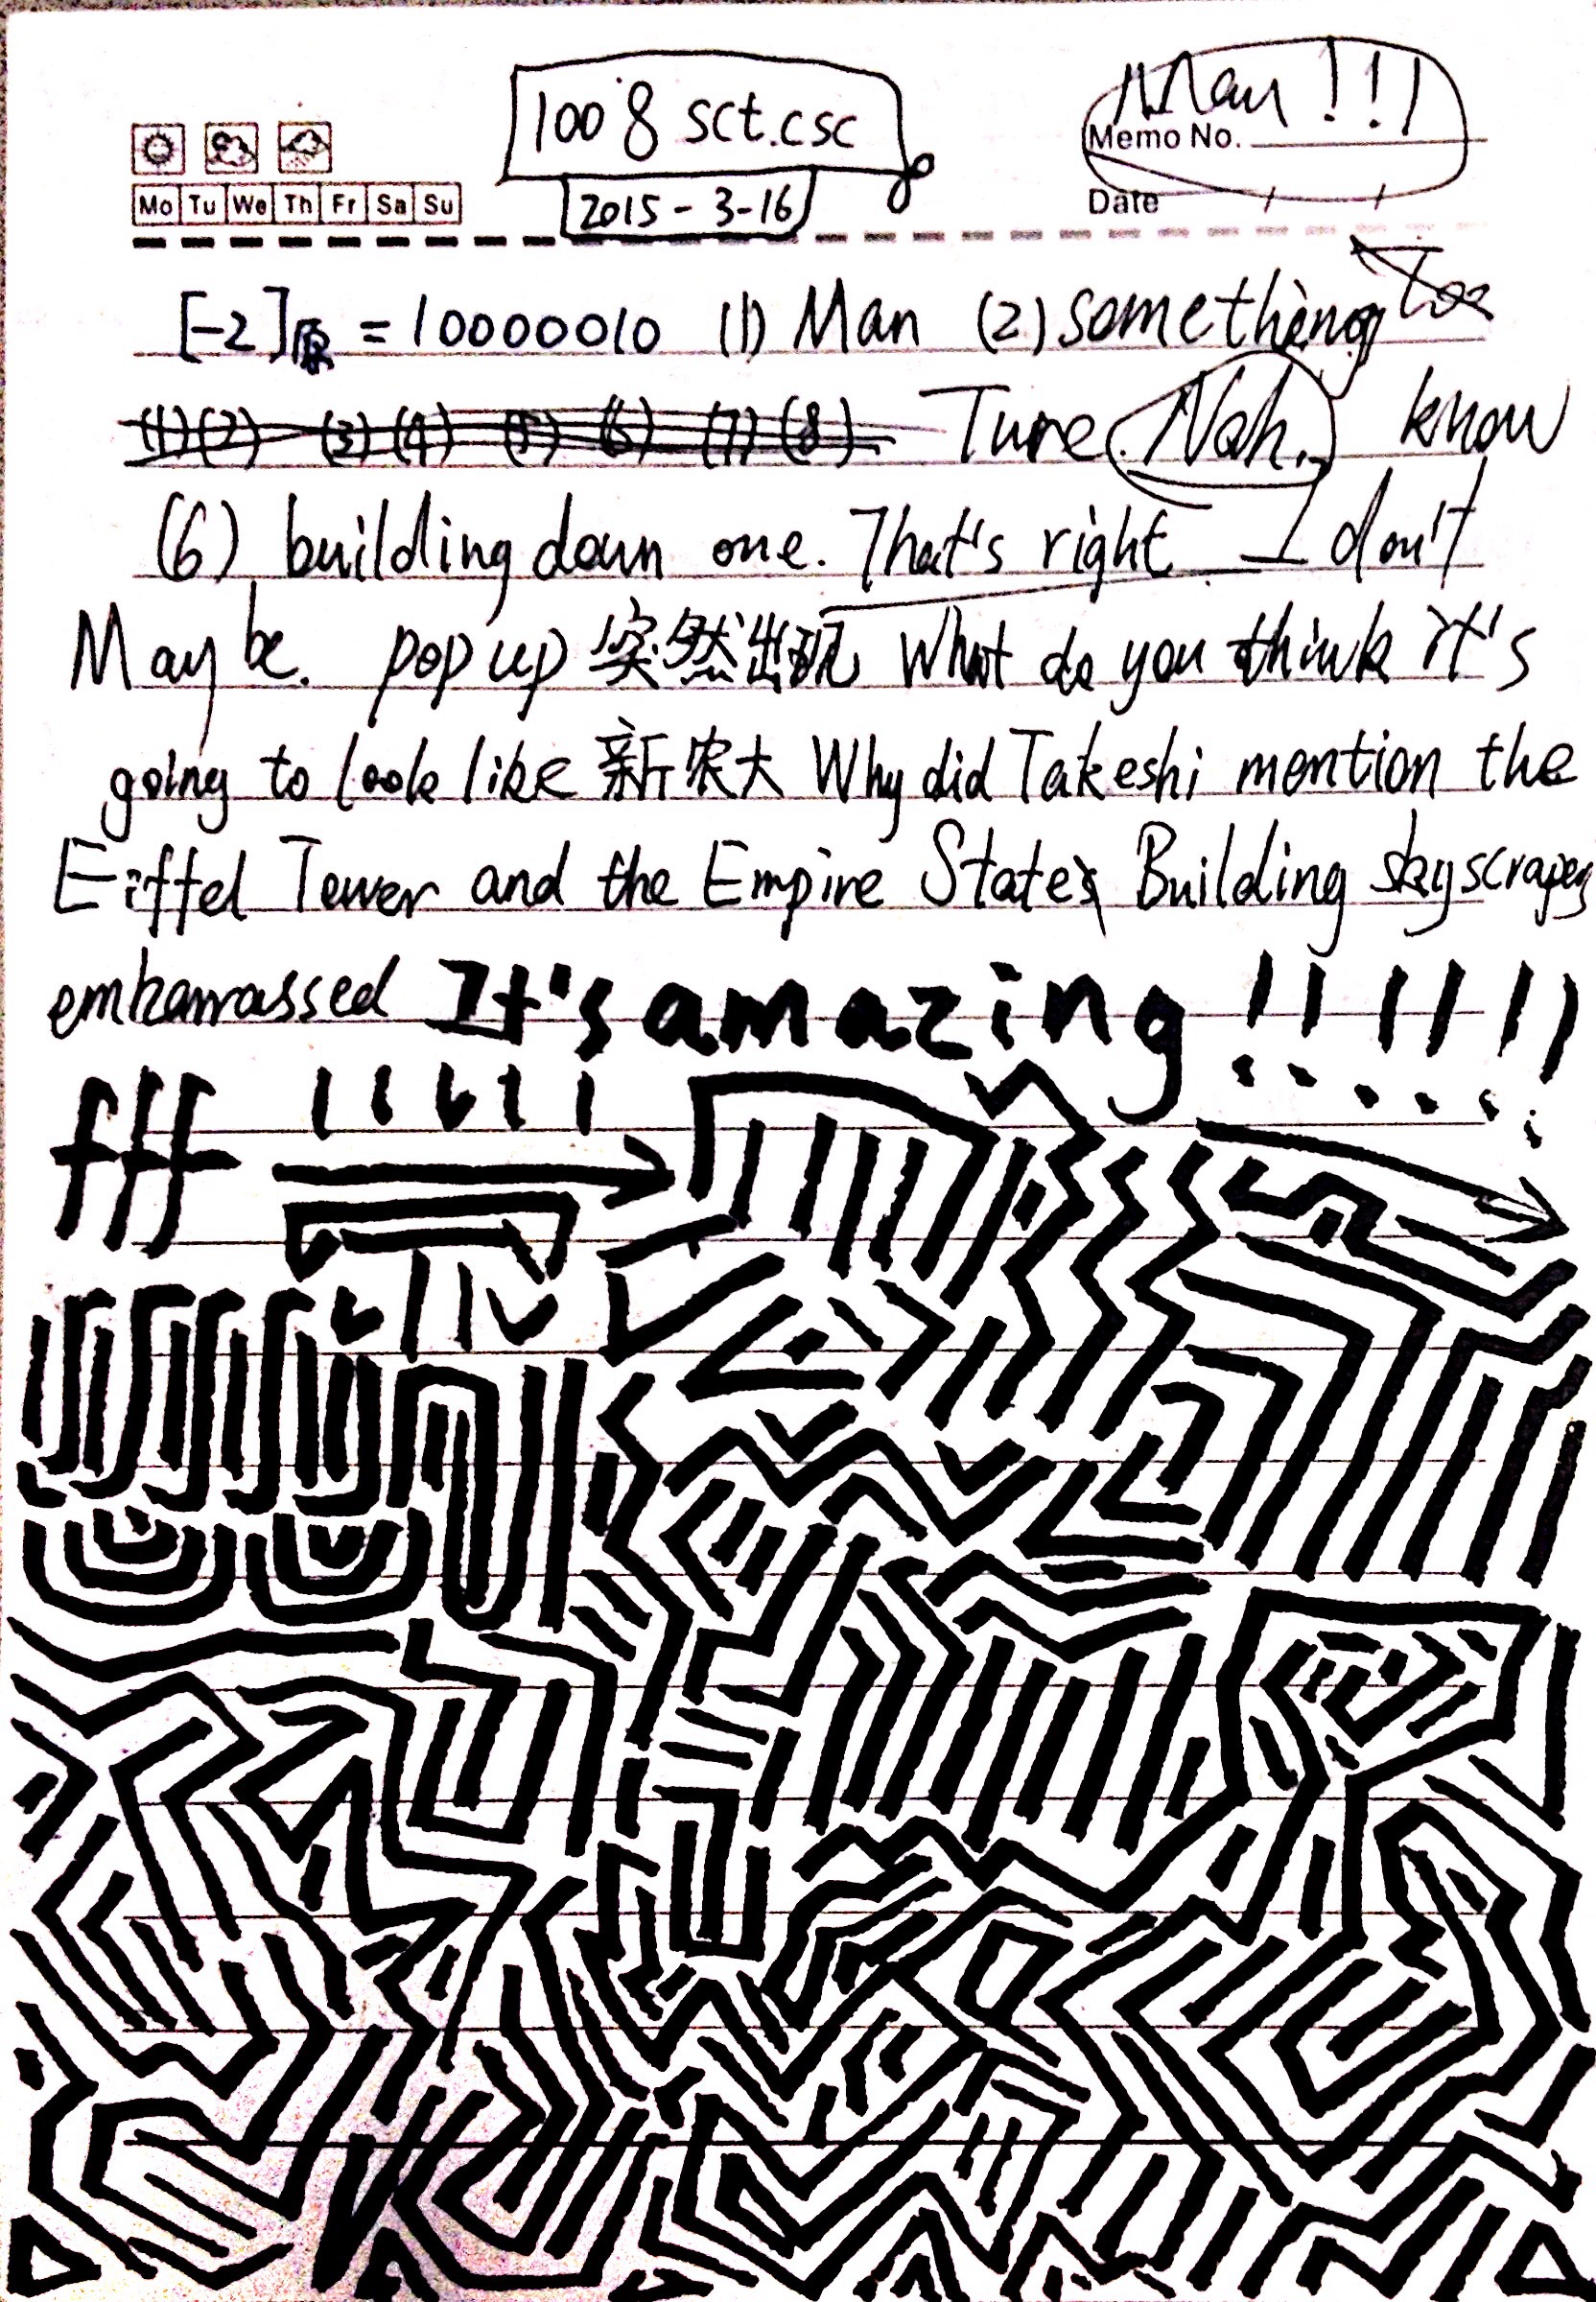 1008 sct.csc
Man!!!
Memo No.
Mo Tu We Th Fr Sa Su
2015-3-16
Date / /
[-2]原 = 10000010 (1) Man (2) something
(1)(2) (3)(4) (5) (6) (7)(8) Ture. Nah. know
(6) building down one. That's right I don't
May be. pop up 突然出现 What do you think it's
going to look like 新农大 Why did Takeshi mention the
Eiffel Tower and the Empire State Building skyscraper
embarrassed It's amazing!!!!!!
fff